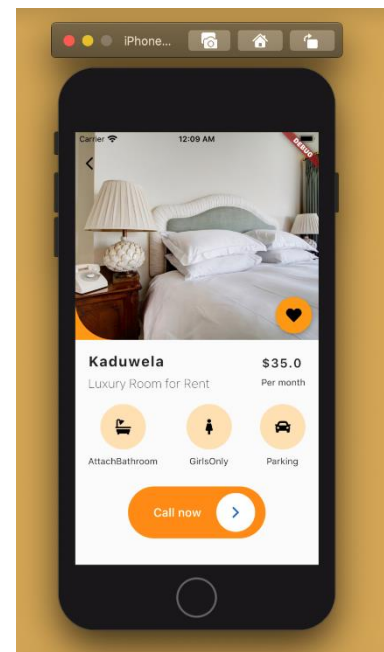 iPhone...
Carrier 12:09 AM
DEBUG
Kaduwela $35.0
Luxury Room for Rent Per month
AttachBathroom GirlsOnly Parking
Call now